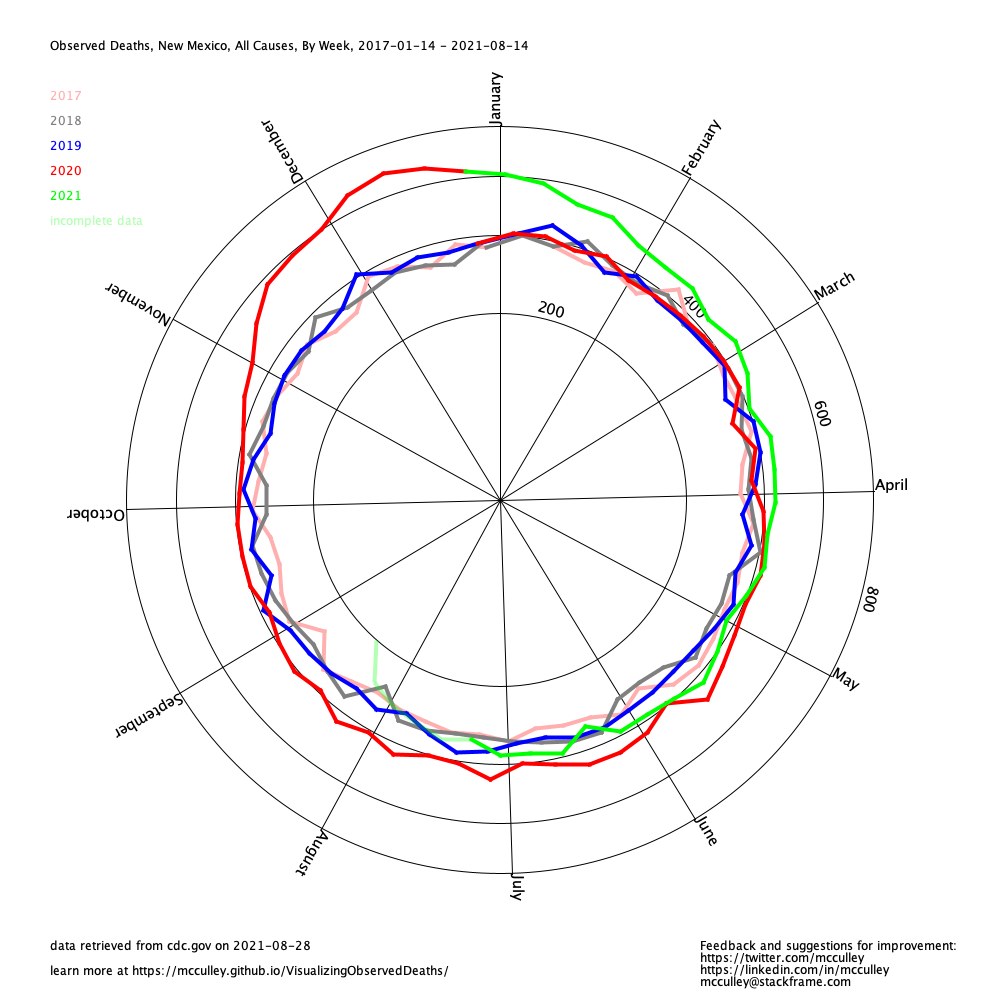 Observed Deaths, New Mexico, All Causes, By Week, 2017-01-14 - 2021-08-14
2017
2018
2019
2020
2021
incomplete data
January
February
March
April
May
June
July
August
September
October
November
December
200
400
600
800
data retrieved from cdc.gov on 2021-08-28
learn more at https://mcculley.github.io/VisualizingObservedDeaths/
Feedback and suggestions for improvement:
https://twitter.com/mcculley
https://linkedin.com/in/mcculley
mcculley@stackframe.com